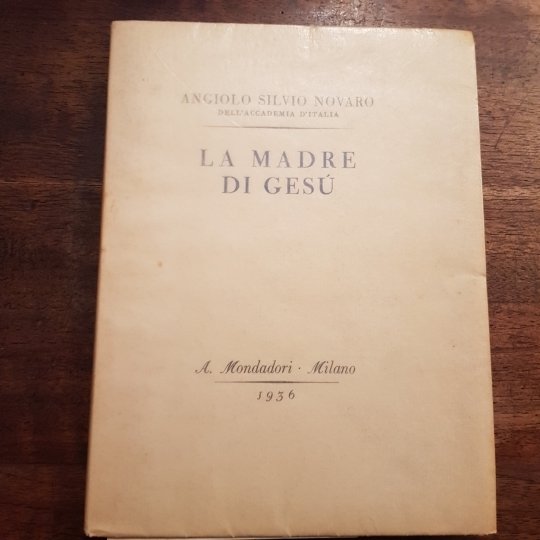 ANGIOLO SILVIO NOVARO
DELL'ACCADEMIA D'ITALIA
LA MADRE
DI GESÚ
A. Mondadori · Milano
1936